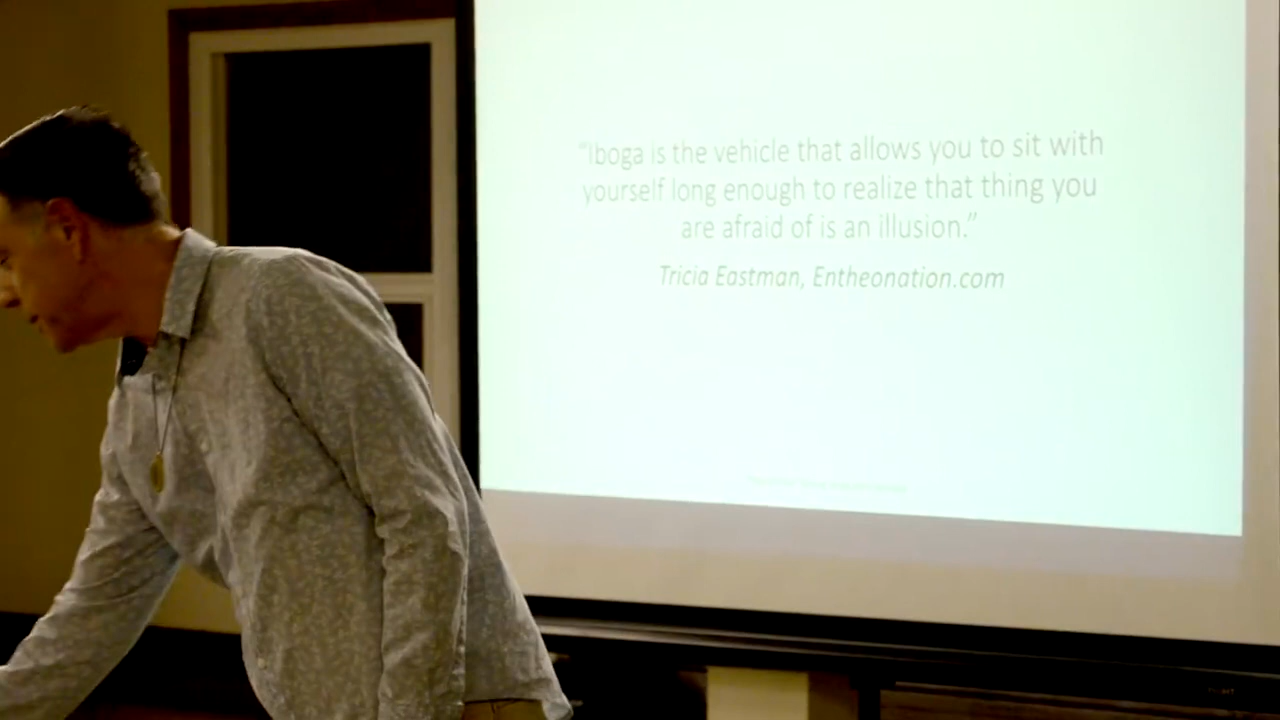 “Iboga is the vehicle that allows you to sit with
yourself long enough to realize that thing you
are afraid of is an illusion.”
Tricia Eastman, Entheonation.com